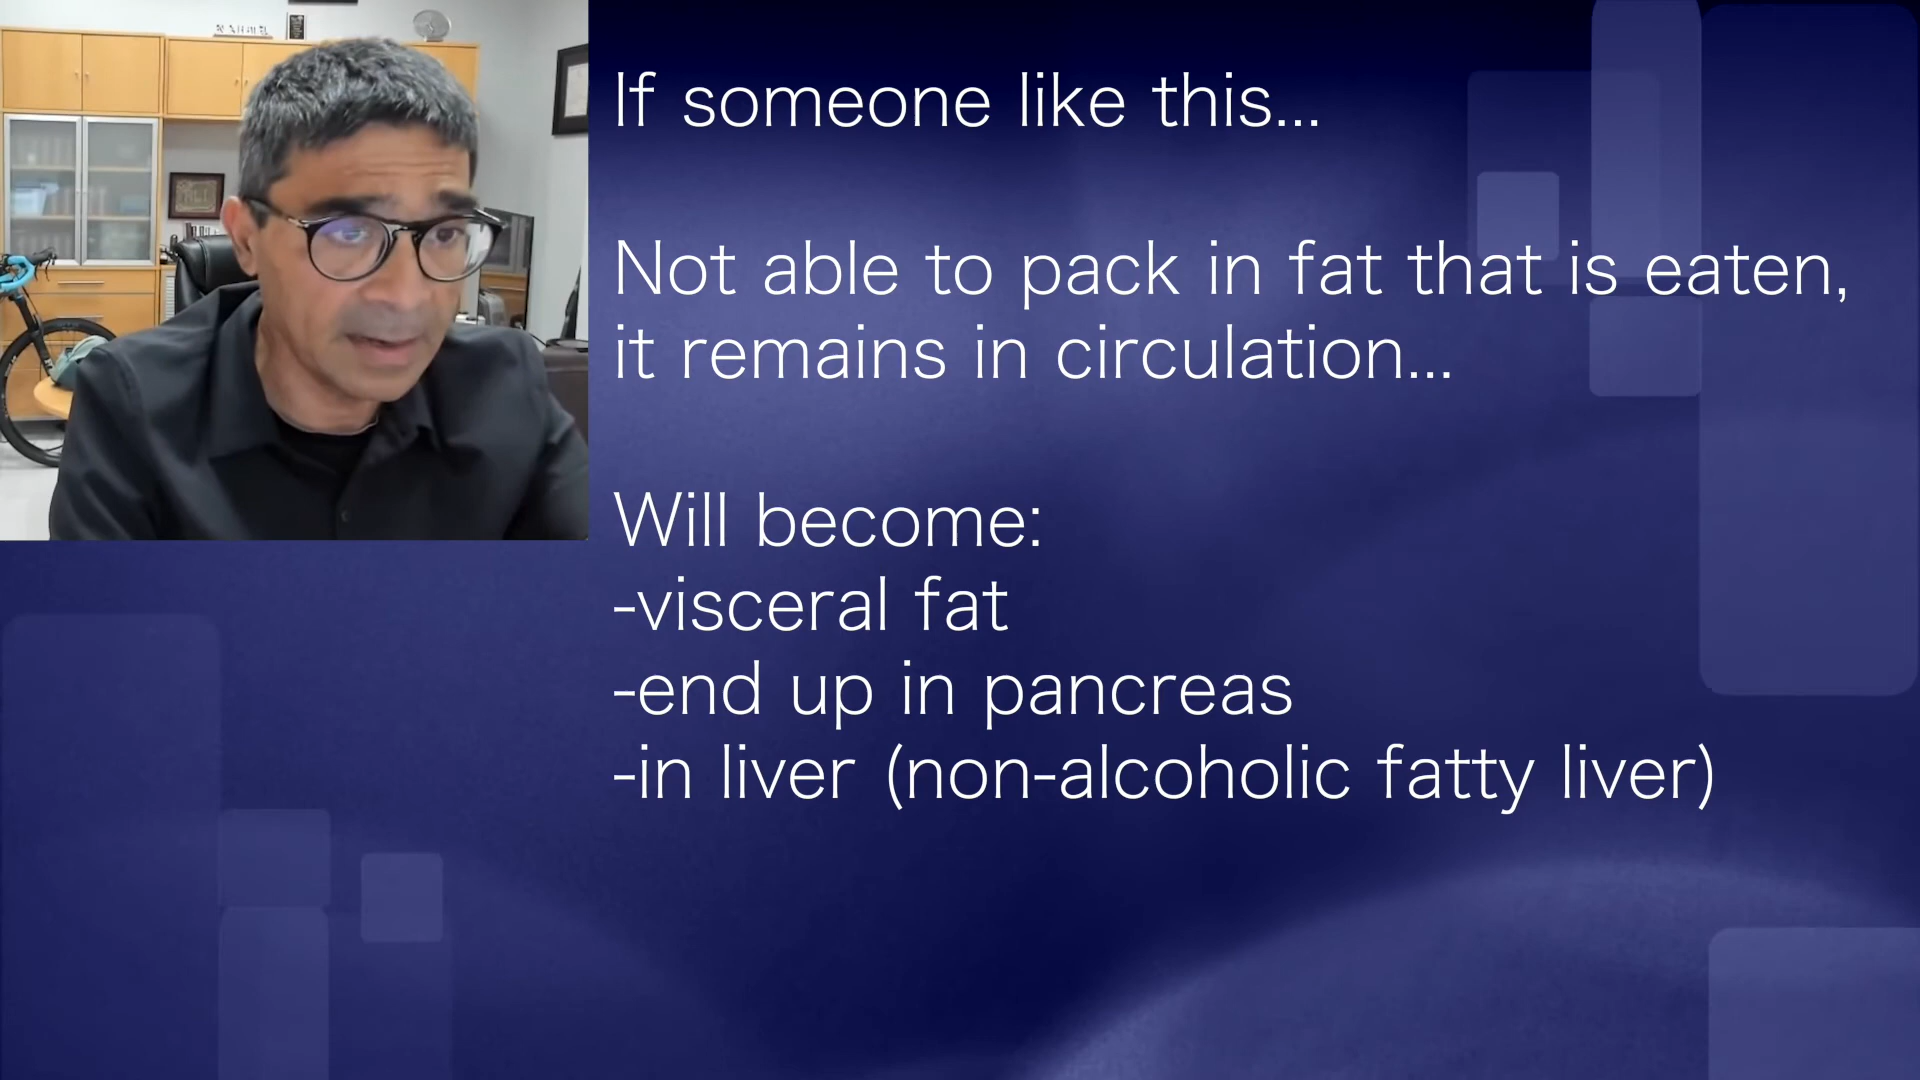 If someone like this...
Not able to pack in fat that is eaten,
it remains in circulation...
Will become:
-visceral fat
-end up in pancreas
-in liver (non-alcoholic fatty liver)